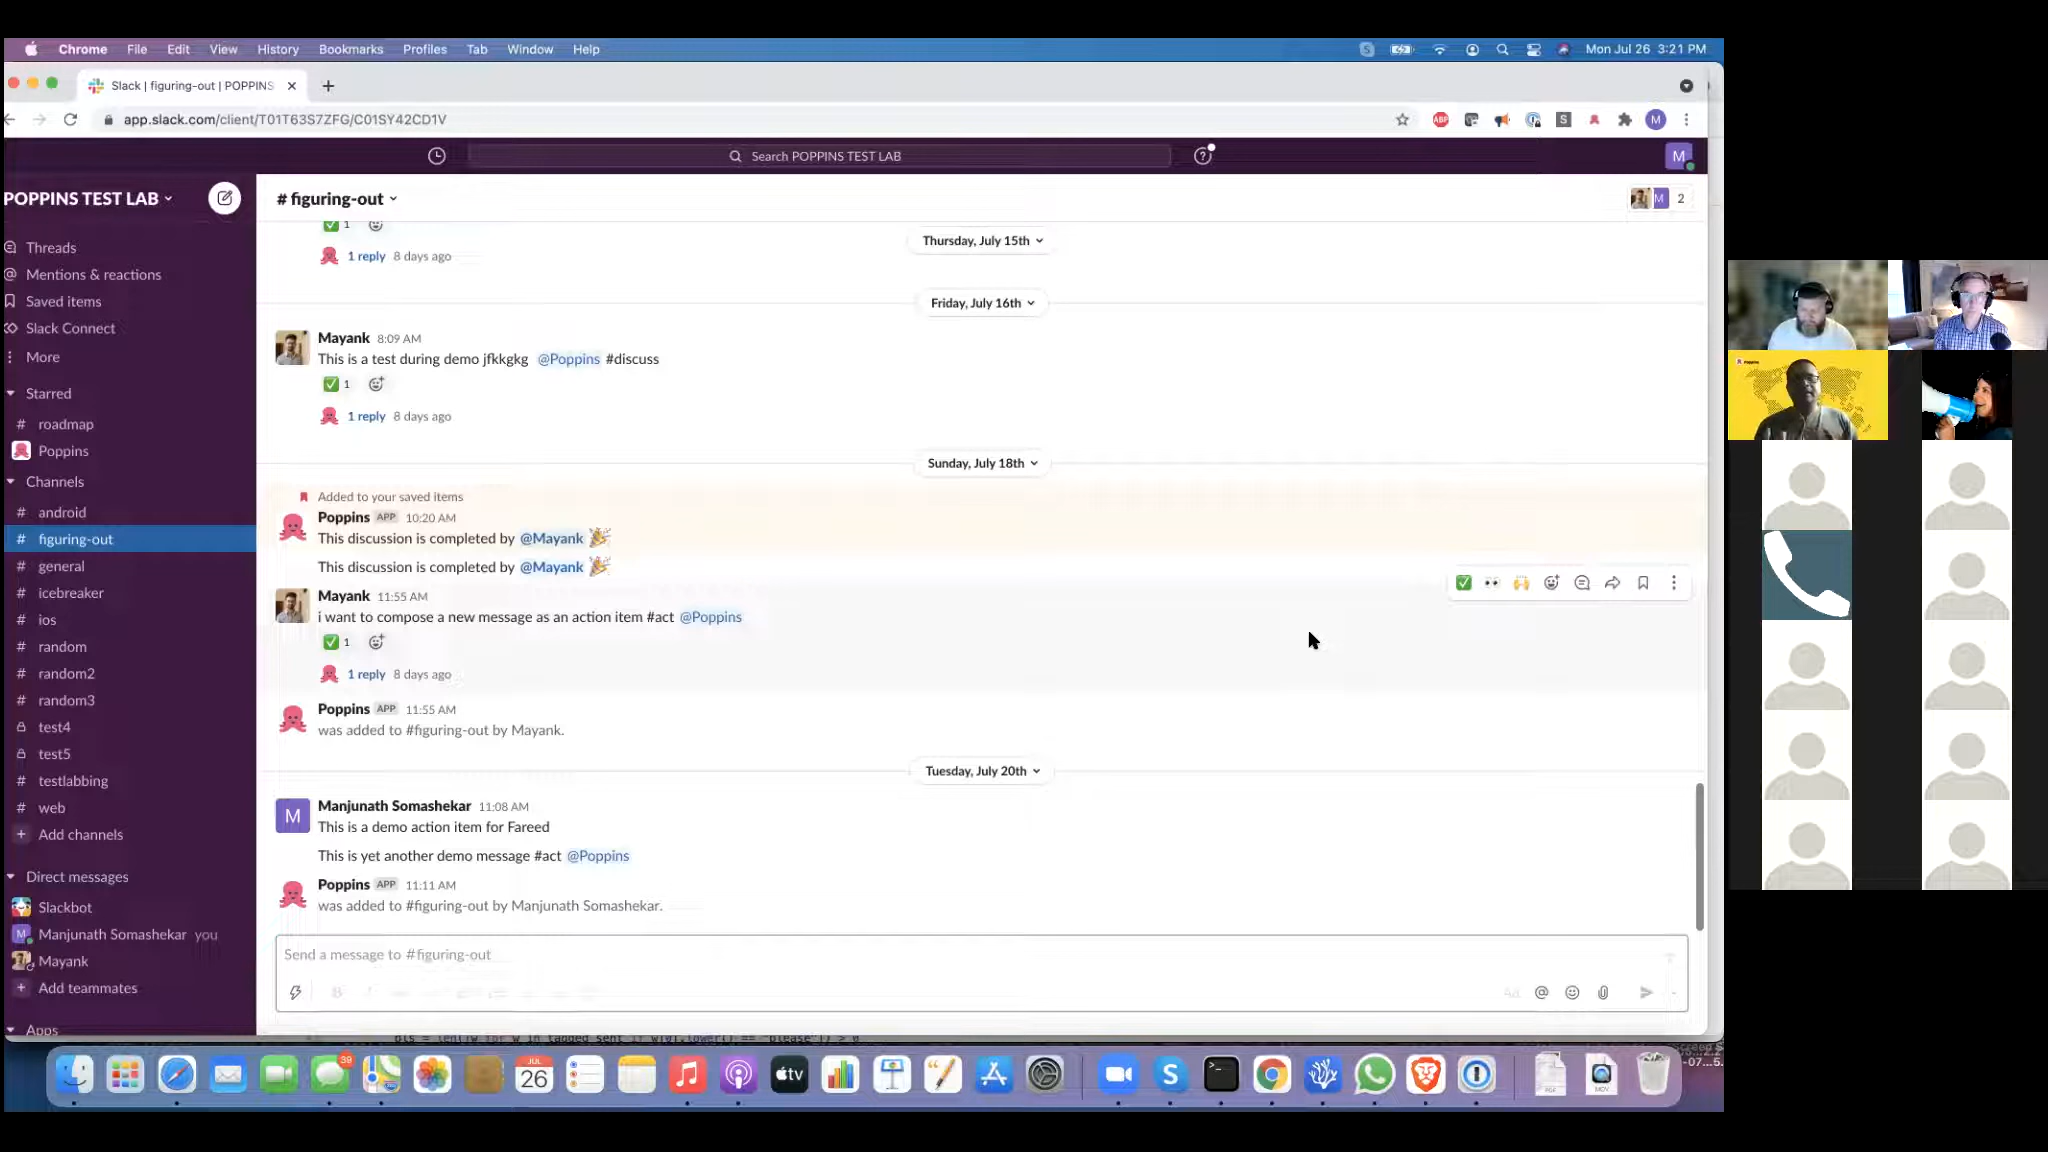 Chrome File Edit View History Bookmarks Profiles Tab Window Help
Mon Jul 26 3:21 PM
Slack | figuring-out | POPPINS
app.slack.com/client/T01T63S7ZFG/C01SY42CD1V
ABP
S
M
Search POPPINS TEST LAB
M
POPPINS TEST LAB
Threads
Mentions & reactions
Saved items
Slack Connect
More
Starred
# roadmap
Poppins
Channels
# android
# figuring-out
# general
# icebreaker
# ios
# random
# random2
# random3
test4
test5
# testlabbing
# web
+ Add channels
Direct messages
Slackbot
M Manjunath Somashekar you
Mayank
+ Add teammates
Apps
# figuring-out
M 2
1
1 reply 8 days ago
Thursday, July 15th
Friday, July 16th
Mayank 8:09 AM
This is a test during demo jfkkgkg @Poppins #discuss
1
1 reply 8 days ago
Sunday, July 18th
Added to your saved items
Poppins APP 10:20 AM
This discussion is completed by @Mayank
This discussion is completed by @Mayank
Mayank 11:55 AM
i want to compose a new message as an action item #act @Poppins
1
1 reply 8 days ago
Poppins APP 11:55 AM
was added to #figuring-out by Mayank.
Tuesday, July 20th
M
Manjunath Somashekar 11:08 AM
This is a demo action item for Fareed
This is yet another demo message #act @Poppins
Poppins APP 11:11 AM
was added to #figuring-out by Manjunath Somashekar.
Send a message to #figuring-out
39
JUL
26
tv